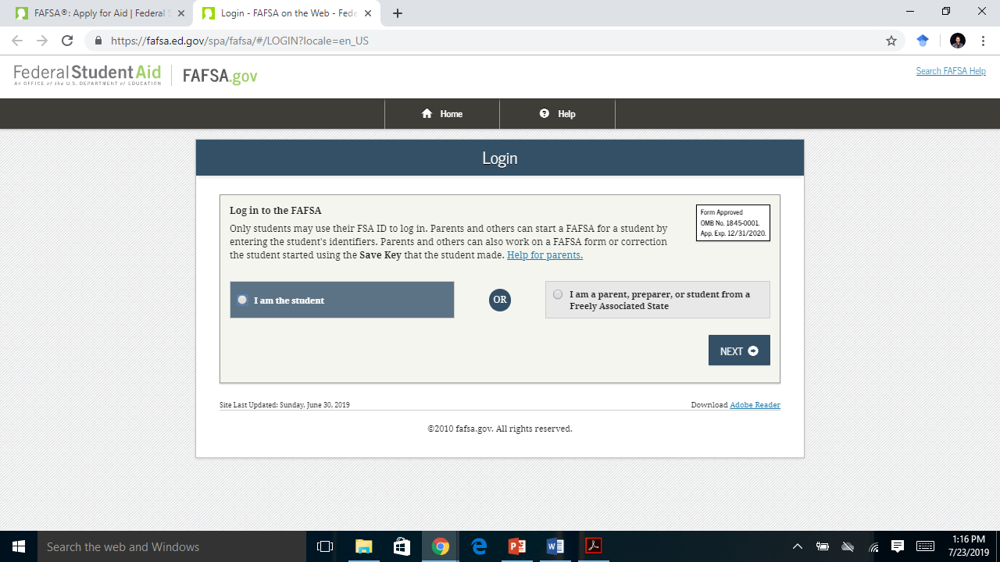 FAFSA®: Apply for Aid | Federal S
Login - FAFSA on the Web - Fede
https://fafsa.ed.gov/spa/fafsa/#/LOGIN?locale=en_US
Federal Student Aid
An OFFICE of the U.S. DEPARTMENT of EDUCATION
FAFSA.gov
Search FAFSA Help
Home
Help
Login
Log in to the FAFSA
Only students may use their FSA ID to log in. Parents and others can start a FAFSA for a student by
entering the student's identifiers. Parents and others can also work on a FAFSA form or correction
the student started using the Save Key that the student made. Help for parents.
Form Approved
OMB No. 1845-0001.
App. Exp. 12/31/2020.
I am the student
OR
I am a parent, preparer, or student from a
Freely Associated State
NEXT
Site Last Updated: Sunday, June 30, 2019
Download Adobe Reader
©2010 fafsa.gov. All rights reserved.
Search the web and Windows
1:16 PM
7/23/2019